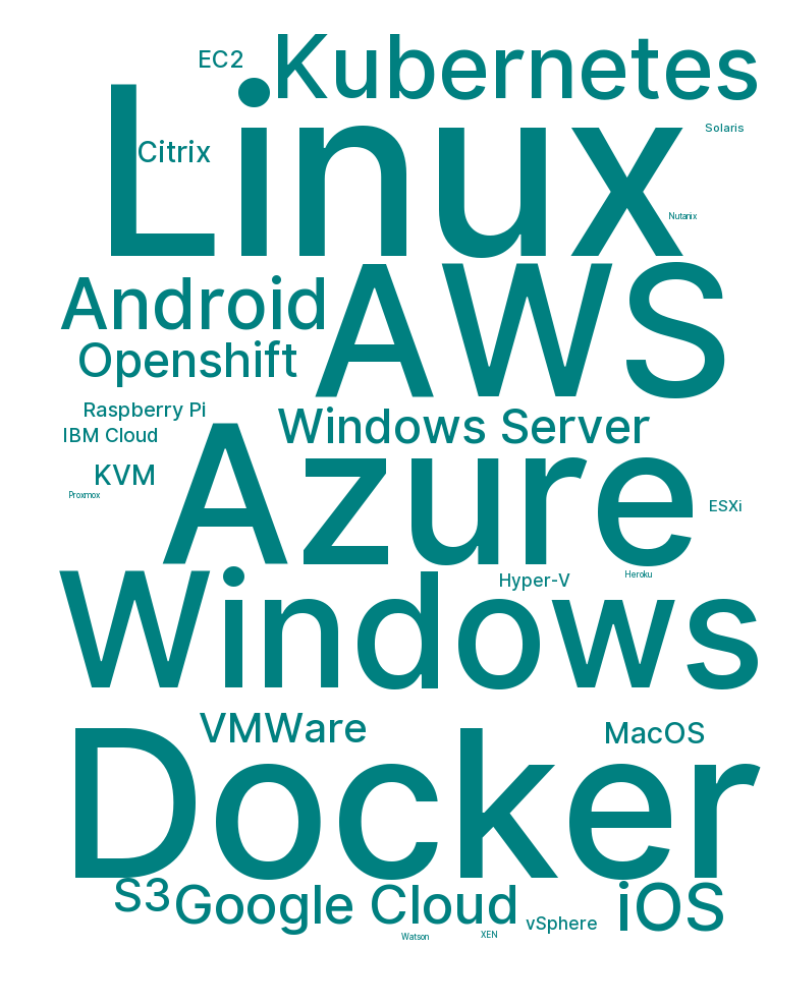 EC2
Kubernetes
Linux
Citrix
Solaris
Nutanix
Android
AWS
Openshift
Raspberry Pi
Windows Server
IBM Cloud
Azure
KVM
Proxmox
ESXi
Windows
Hyper-V
Heroku
VMWare
MacOS
Docker
S3
Google Cloud
iOS
vSphere
Watson
XEN